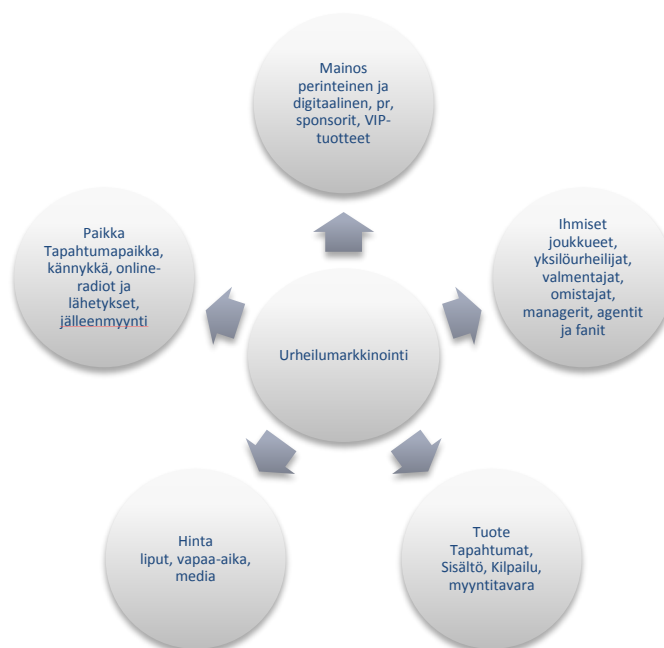 Mainos
perinteinen ja
digitaalinen, pr,
sponsorit, VIP-
tuotteet
Paikka
Tapahtumapaikka,
kännykkä, online-
radiot ja
lähetykset,
jälleenmyynti
Ihmiset
joukkueet,
yksilöurheilijat,
valmentajat,
omistajat,
managerit, agentit
ja fanit
Urheilumarkkinointi
Hinta
liput, vapaa-aika,
media
Tuote
Tapahtumat,
Sisältö, Kilpailu,
myyntitavara